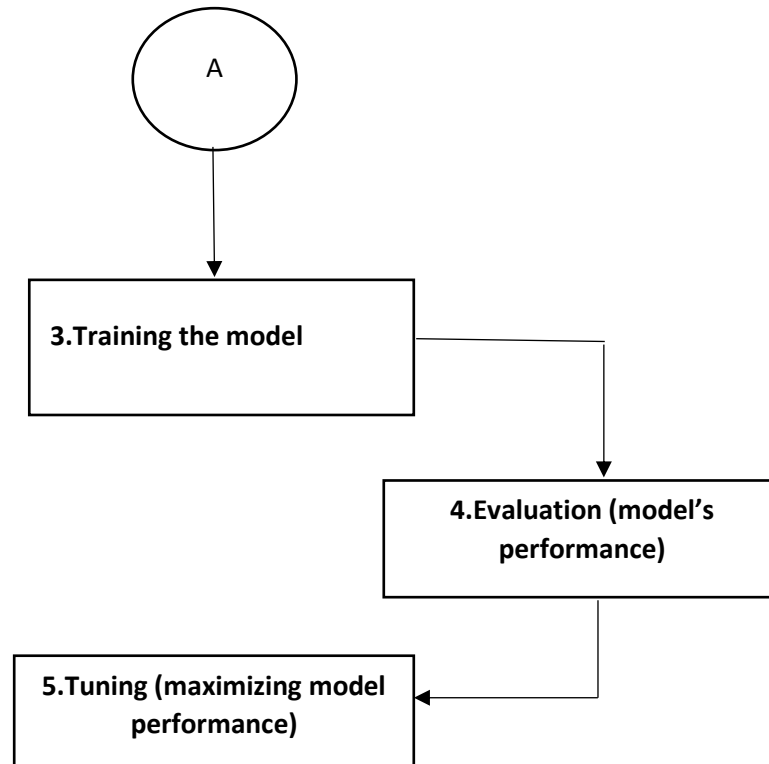 A
3.Training the model
4.Evaluation (model’s
performance)
5.Tuning (maximizing model
performance)